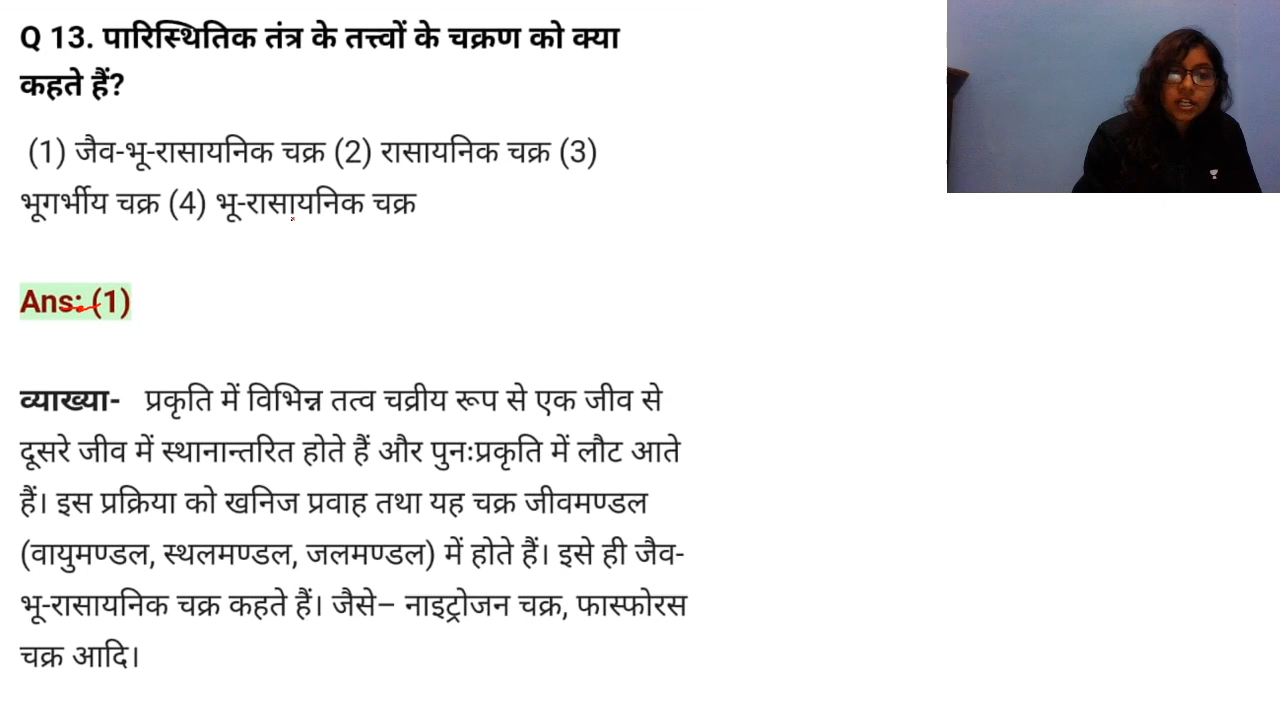 Q 13. पारिस्थितिक तंत्र के तत्त्वों के चक्रण को क्या
कहते हैं?
(1) जैव-भू-रासायनिक चक्र (2) रासायनिक चक्र (3)
भूगर्भीय चक्र (4) भू-रासायनिक चक्र
Ans: (1)
व्याख्या- प्रकृति में विभिन्न तत्व चव्रीय रूप से एक जीव से
दूसरे जीव में स्थानान्तरित होते हैं और पुनःप्रकृति में लौट आते
हैं। इस प्रक्रिया को खनिज प्रवाह तथा यह चक्र जीवमण्डल
(वायुमण्डल, स्थलमण्डल, जलमण्डल) में होते हैं। इसे ही जैव-
भू-रासायनिक चक्र कहते हैं। जैसे– नाइट्रोजन चक्र, फास्फोरस
चक्र आदि।